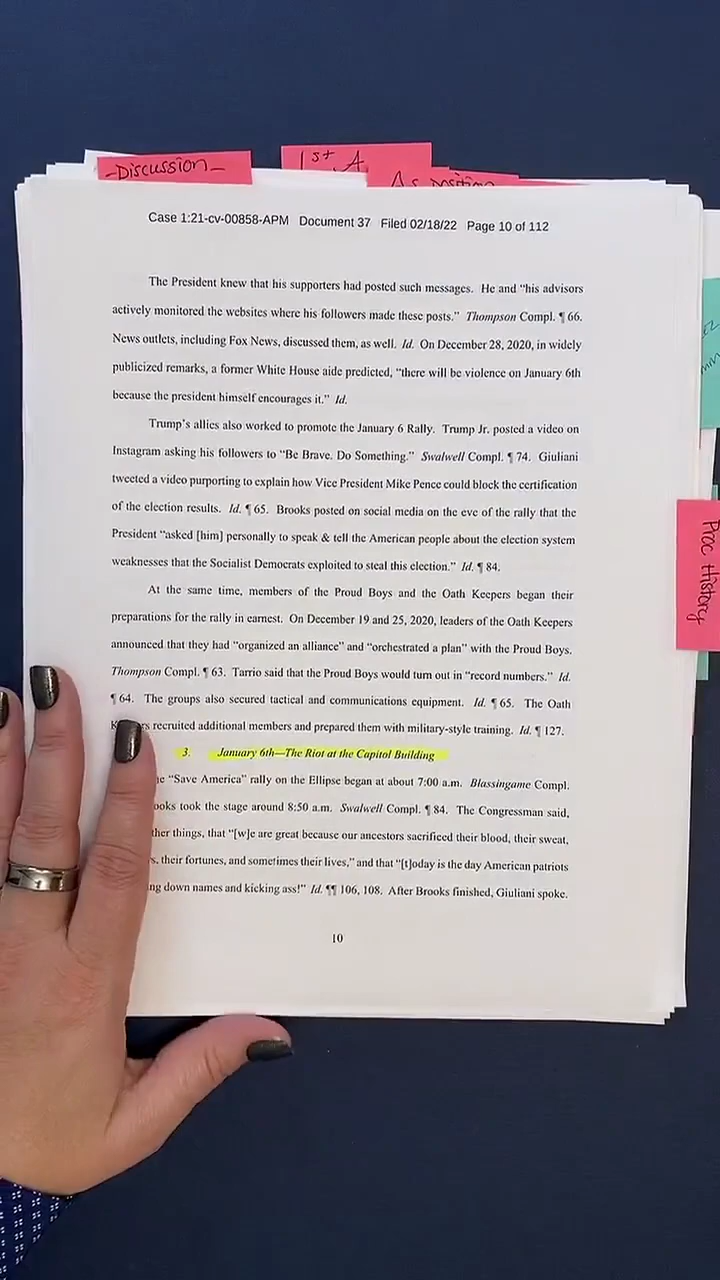 -Discussion-
1st A
Case 1:21-cv-00858-APM Document 37 Filed 02/18/22 Page 10 of 112
The President knew that his supporters had posted such messages. He and “his advisors
actively monitored the websites where his followers made these posts.” Thompson Compl. ¶ 66.
News outlets, including Fox News, discussed them, as well. Id. On December 28, 2020, in widely
publicized remarks, a former White House aide predicted, “there will be violence on January 6th
because the president himself encourages it.” Id.
Trump’s allies also worked to promote the January 6 Rally. Trump Jr. posted a video on
Instagram asking his followers to “Be Brave. Do Something.” Swalwell Compl. ¶ 74. Giuliani
tweeted a video purporting to explain how Vice President Mike Pence could block the certification
of the election results. Id. ¶ 65. Brooks posted on social media on the eve of the rally that the
President “asked [him] personally to speak & tell the American people about the election system
weaknesses that the Socialist Democrats exploited to steal this election.” Id. ¶ 84.
At the same time, members of the Proud Boys and the Oath Keepers began their
preparations for the rally in earnest. On December 19 and 25, 2020, leaders of the Oath Keepers
announced that they had “organized an alliance” and “orchestrated a plan” with the Proud Boys.
Thompson Compl. ¶ 63. Tarrio said that the Proud Boys would turn out in “record numbers.” Id.
¶ 64. The groups also secured tactical and communications equipment. Id. ¶ 65. The Oath
recruited additional members and prepared them with military-style training. Id. ¶ 127.
3. January 6th—The Riot at the Capitol Building
“Save America” rally on the Ellipse began at about 7:00 a.m. Blassingame Compl.
ooks took the stage around 8:50 a.m. Swalwell Compl. ¶ 84. The Congressman said,
ther things, that “[w]e are great because our ancestors sacrificed their blood, their sweat,
their fortunes, and sometimes their lives,” and that “[t]oday is the day American patriots
ng down names and kicking ass!” Id. ¶¶ 106, 108. After Brooks finished, Giuliani spoke.
10
Proc History